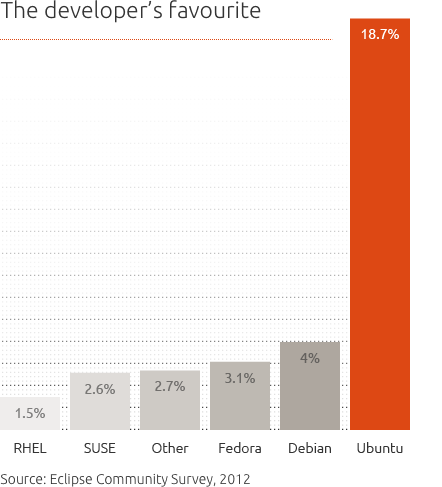 The developer’s favourite
18.7%
4%
3.1%
2.7%
2.6%
1.5%
RHEL SUSE Other Fedora Debian Ubuntu
Source: Eclipse Community Survey, 2012